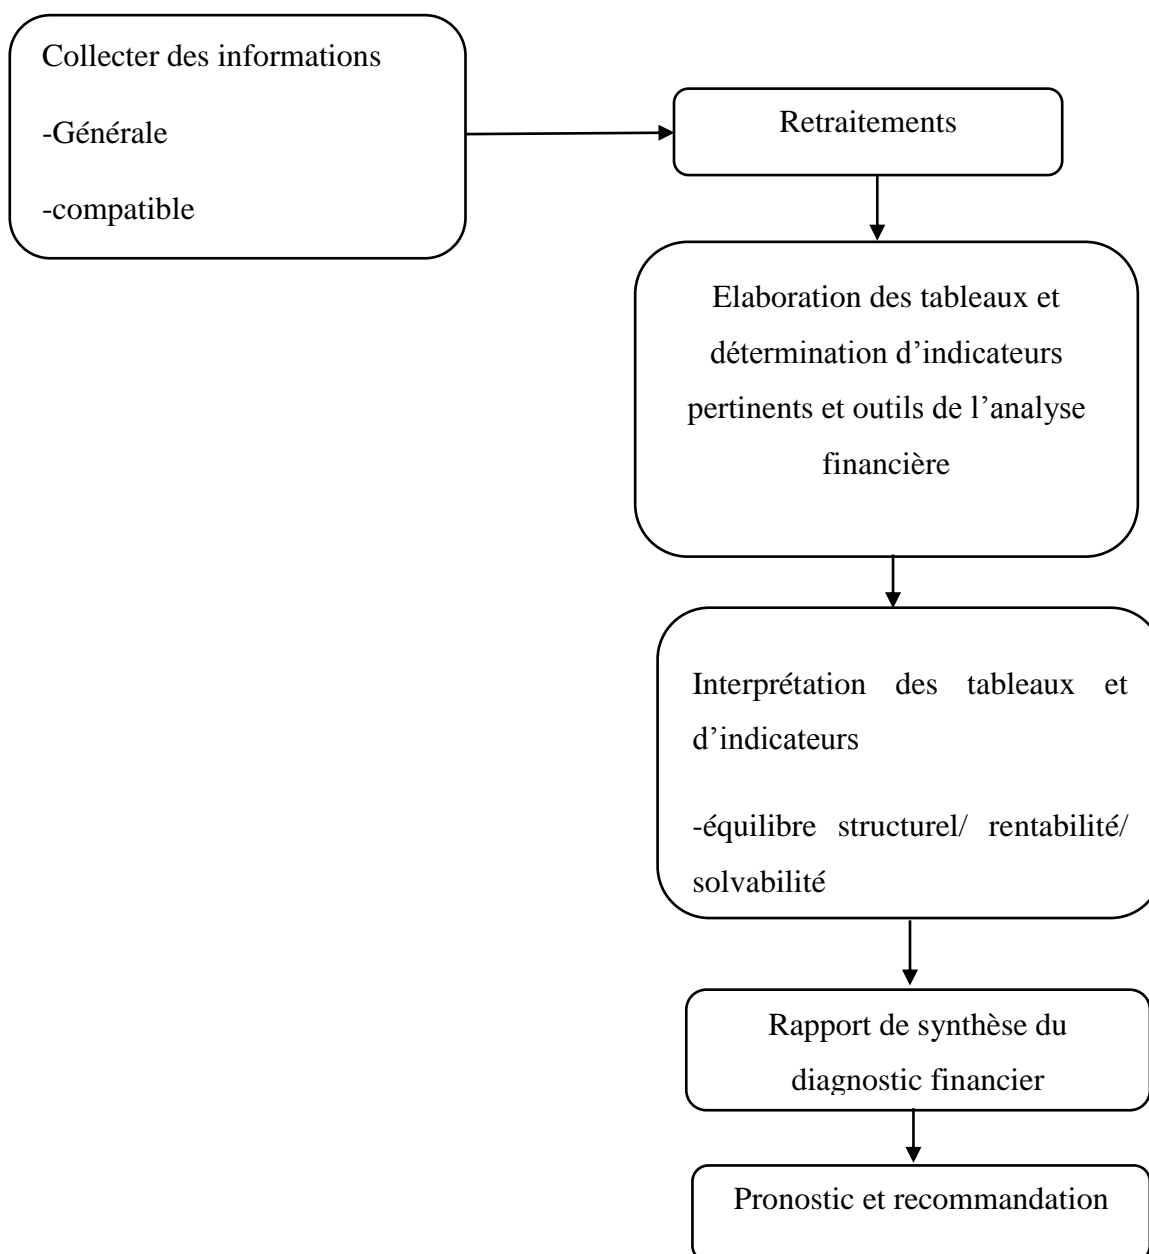 Collecter des informations
-Générale
-compatible
Retraitements
Elaboration des tableaux et
détermination d’indicateurs
pertinents et outils de l’analyse
financière
Interprétation des tableaux et
d’indicateurs
-équilibre structurel/ rentabilité/
solvabilité
Rapport de synthèse du
diagnostic financier
Pronostic et recommandation